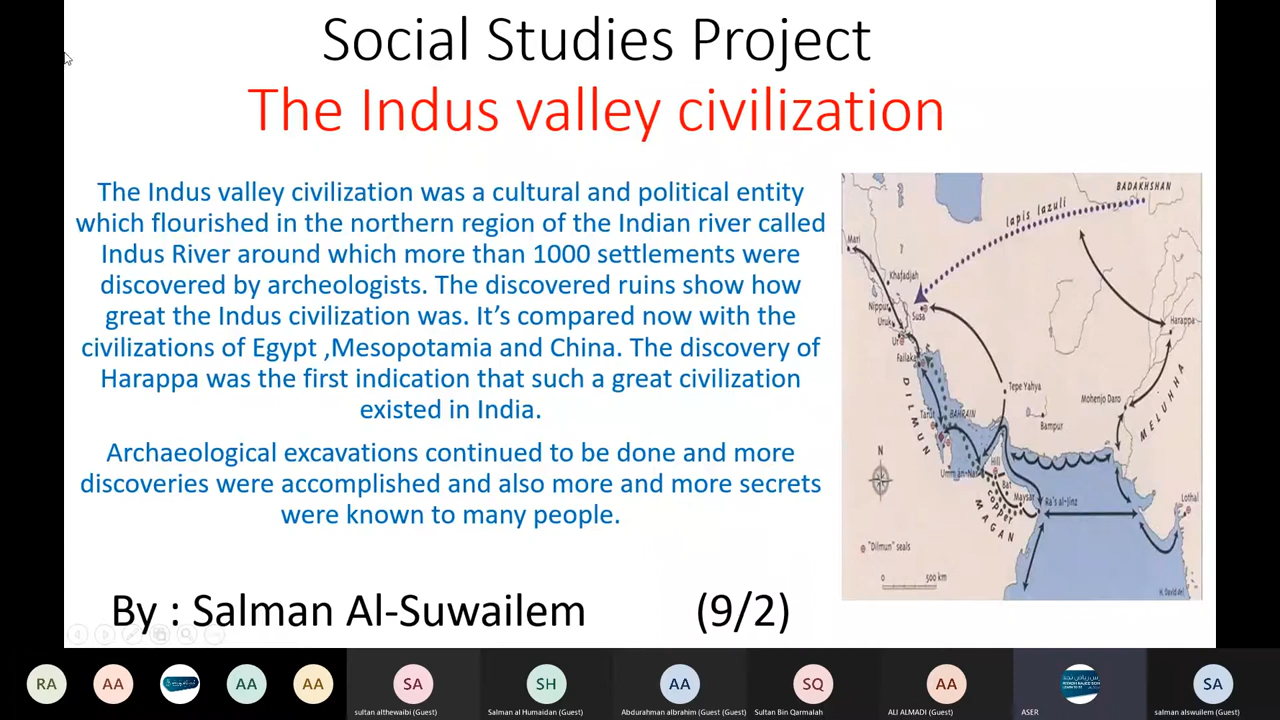 Social Studies Project
The Indus valley civilization
The Indus valley civilization was a cultural and political entity
which flourished in the northern region of the Indian river called
Indus River around which more than 1000 settlements were
discovered by archeologists. The discovered ruins show how
great the Indus civilization was. It’s compared now with the
civilizations of Egypt ,Mesopotamia and China. The discovery of
Harappa was the first indication that such a great civilization
existed in India.
Archaeological excavations continued to be done and more
discoveries were accomplished and also more and more secrets
were known to many people.
BADAKHSHAN
lapis lazuli
Mari
?
Khafadjah
Nippur
Susa
Uruk
Ur
Failaka
Harappa
Tepe Yahya
Mohenjo Daro
MELUHHA
DILMUN
Tarut
BAHRAIN
Bampur
N
Umm an-Nar
Hili
Bat
Maysar
copper
MAGAN
Ra's al-Jinz
Lothal
"Dilmun" seals
0 500 km
By : Salman Al-Suwailem (9/2)
RA
AA
AA
AA
SA
SH
AA
SQ
AA
SA
sultan althewaibi (Guest)
Salman al Humaidan (Guest)
Abdurahman albrahim (Guest (Guest)
Sultan Bin Qarmalah
ALI ALMADI (Guest)
ASER
salman alswuilem (Guest)